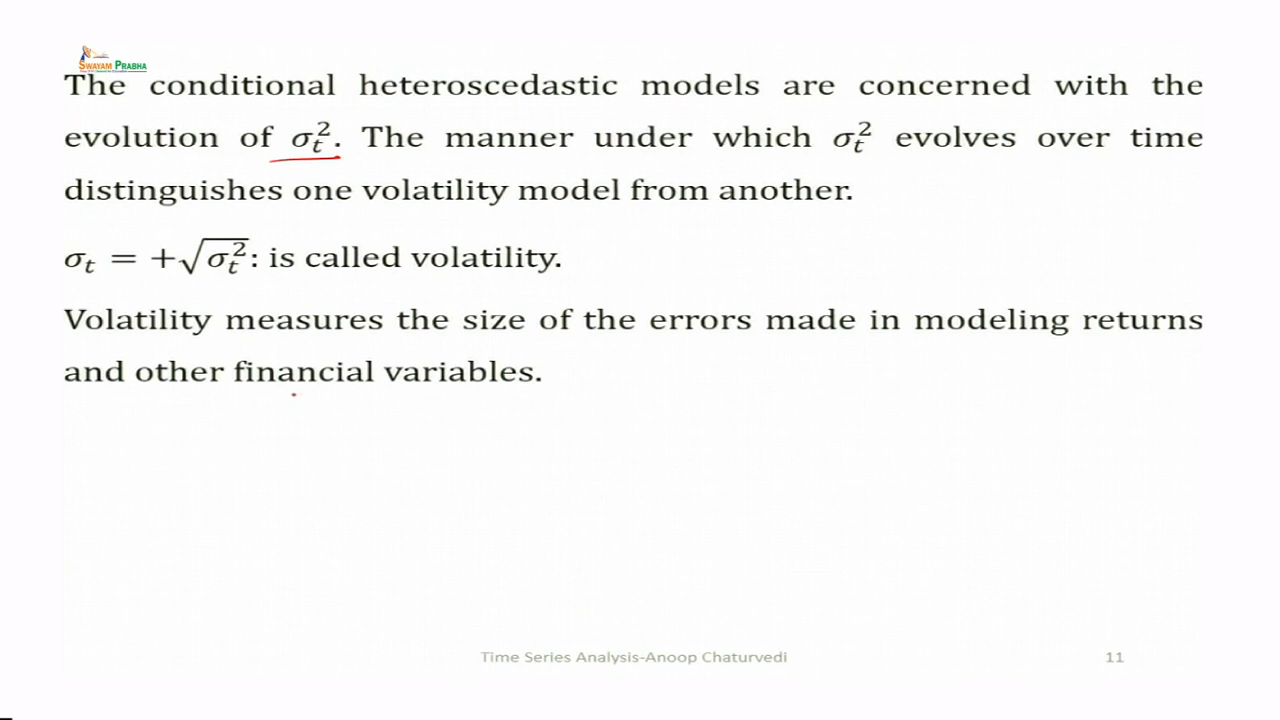 SWAYAM PRABHA
The conditional heteroscedastic models are concerned with the
evolution of σ_t^2. The manner under which σ_t^2 evolves over time
distinguishes one volatility model from another.
σ_t = +√σ_t^2: is called volatility.
Volatility measures the size of the errors made in modeling returns
and other financial variables.
Time Series Analysis-Anoop Chaturvedi 11